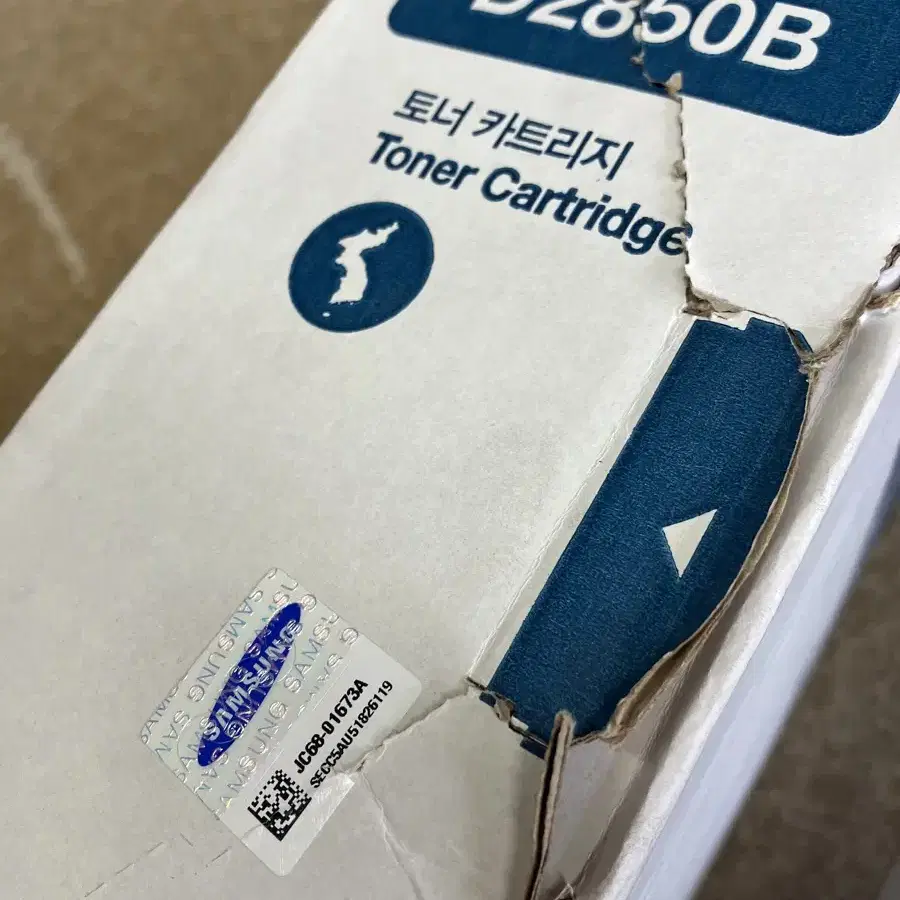 D2850B
토너 카트리지
Toner Cartridge
SAMSUNG
JC68-01673A
SECC5AU51826119